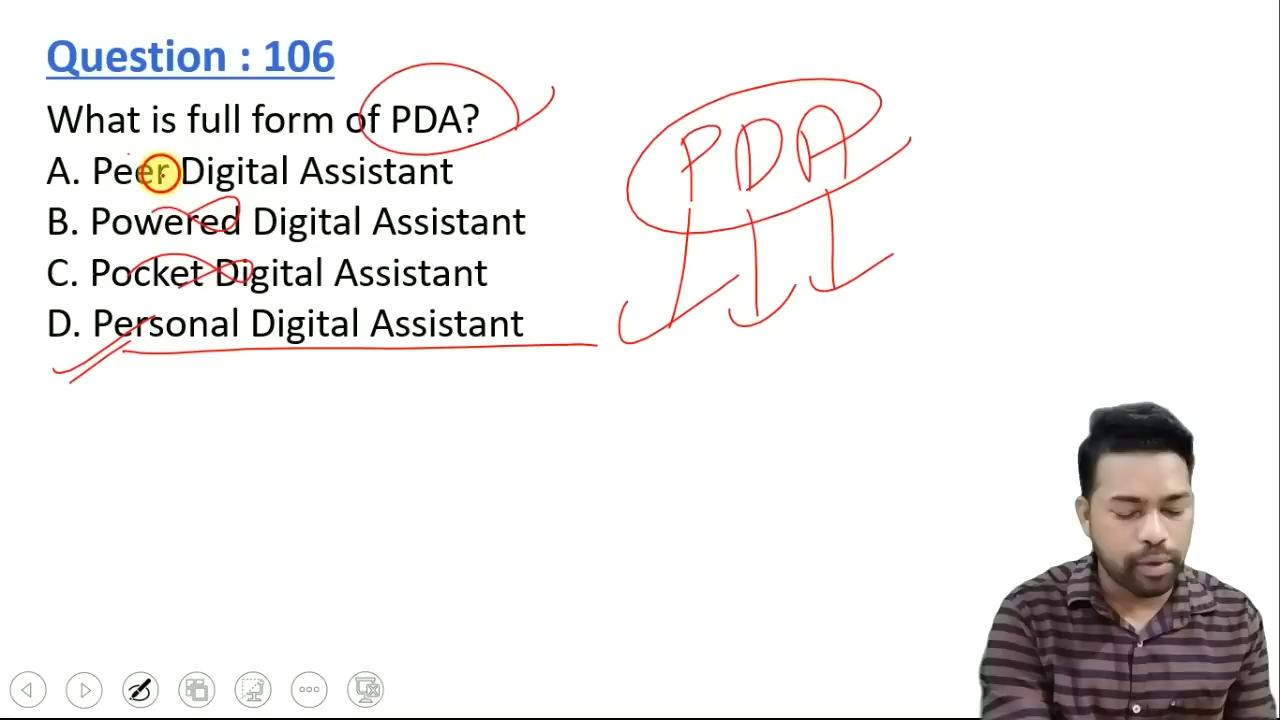 Question : 106
What is full form of PDA?
A. Peer Digital Assistant
B. Powered Digital Assistant
C. Pocket Digital Assistant
D. Personal Digital Assistant
PDA